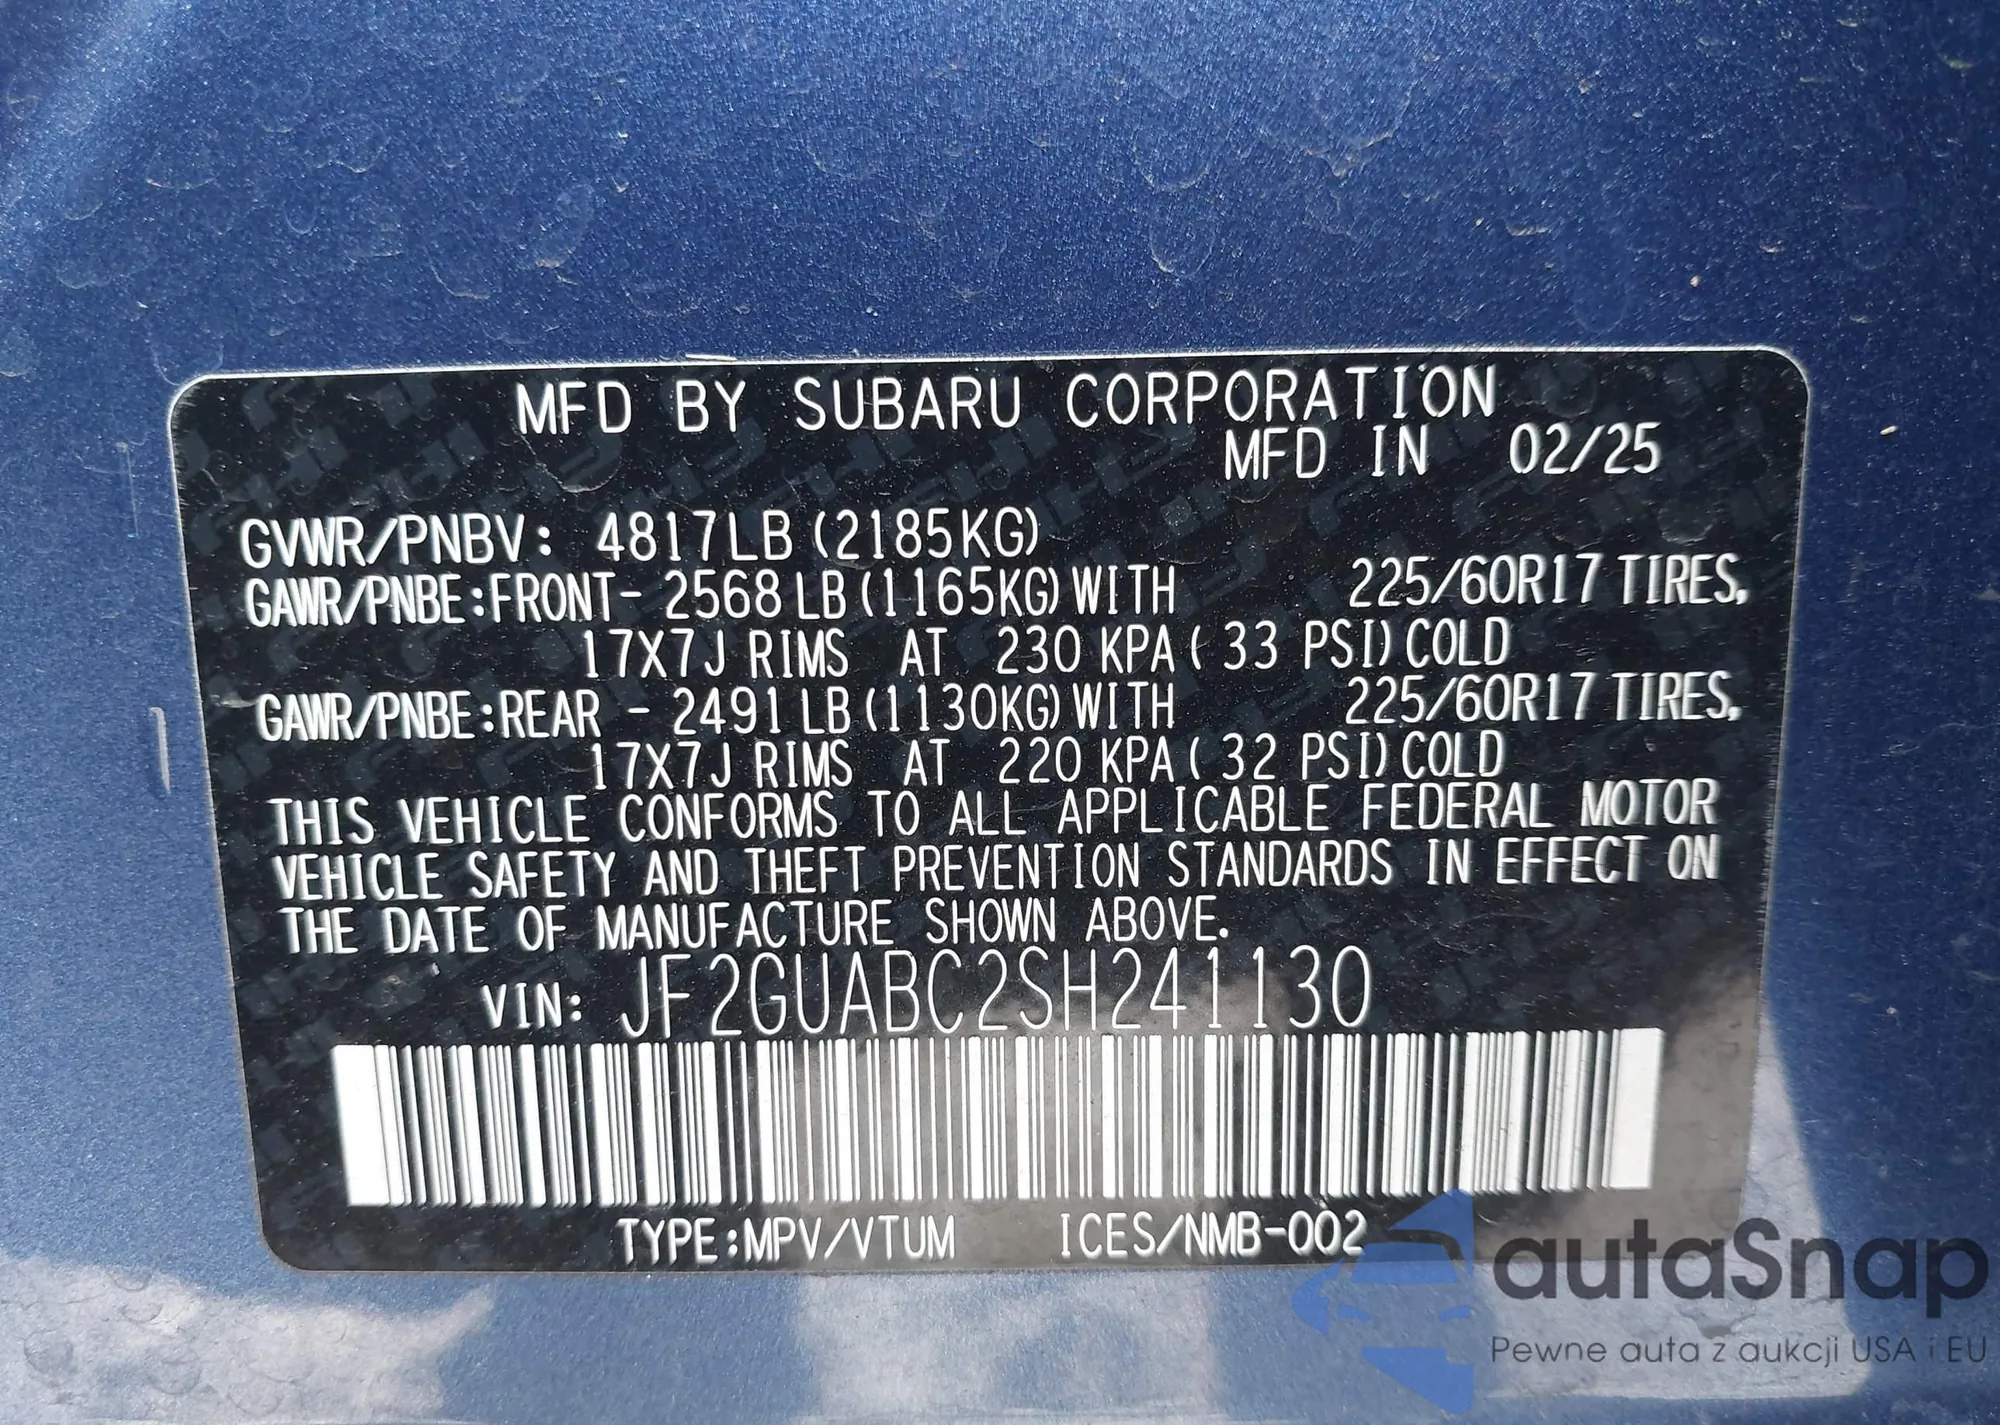 MFD BY SUBARU CORPORATION
MFD IN 02/25
GVWR/PNBV: 4817LB (2185KG)
GAWR/PNBE:FRONT- 2568 LB (1165KG) WITH 225/60R17 TIRES,
17X7J RIMS AT 230 KPA ( 33 PSI) COLD
GAWR/PNBE:REAR - 2491 LB (1130KG) WITH 225/60R17 TIRES,
17X7J RIMS AT 220 KPA ( 32 PSI) COLD
THIS VEHICLE CONFORMS TO ALL APPLICABLE FEDERAL MOTOR
VEHICLE SAFETY AND THEFT PREVENTION STANDARDS IN EFFECT ON
THE DATE OF MANUFACTURE SHOWN ABOVE.
VIN: JF2GUABC2SH241130
TYPE:MPV/VTUM ICES/NMB-002
autaSnap
Pewne auta z aukcji USA i EU